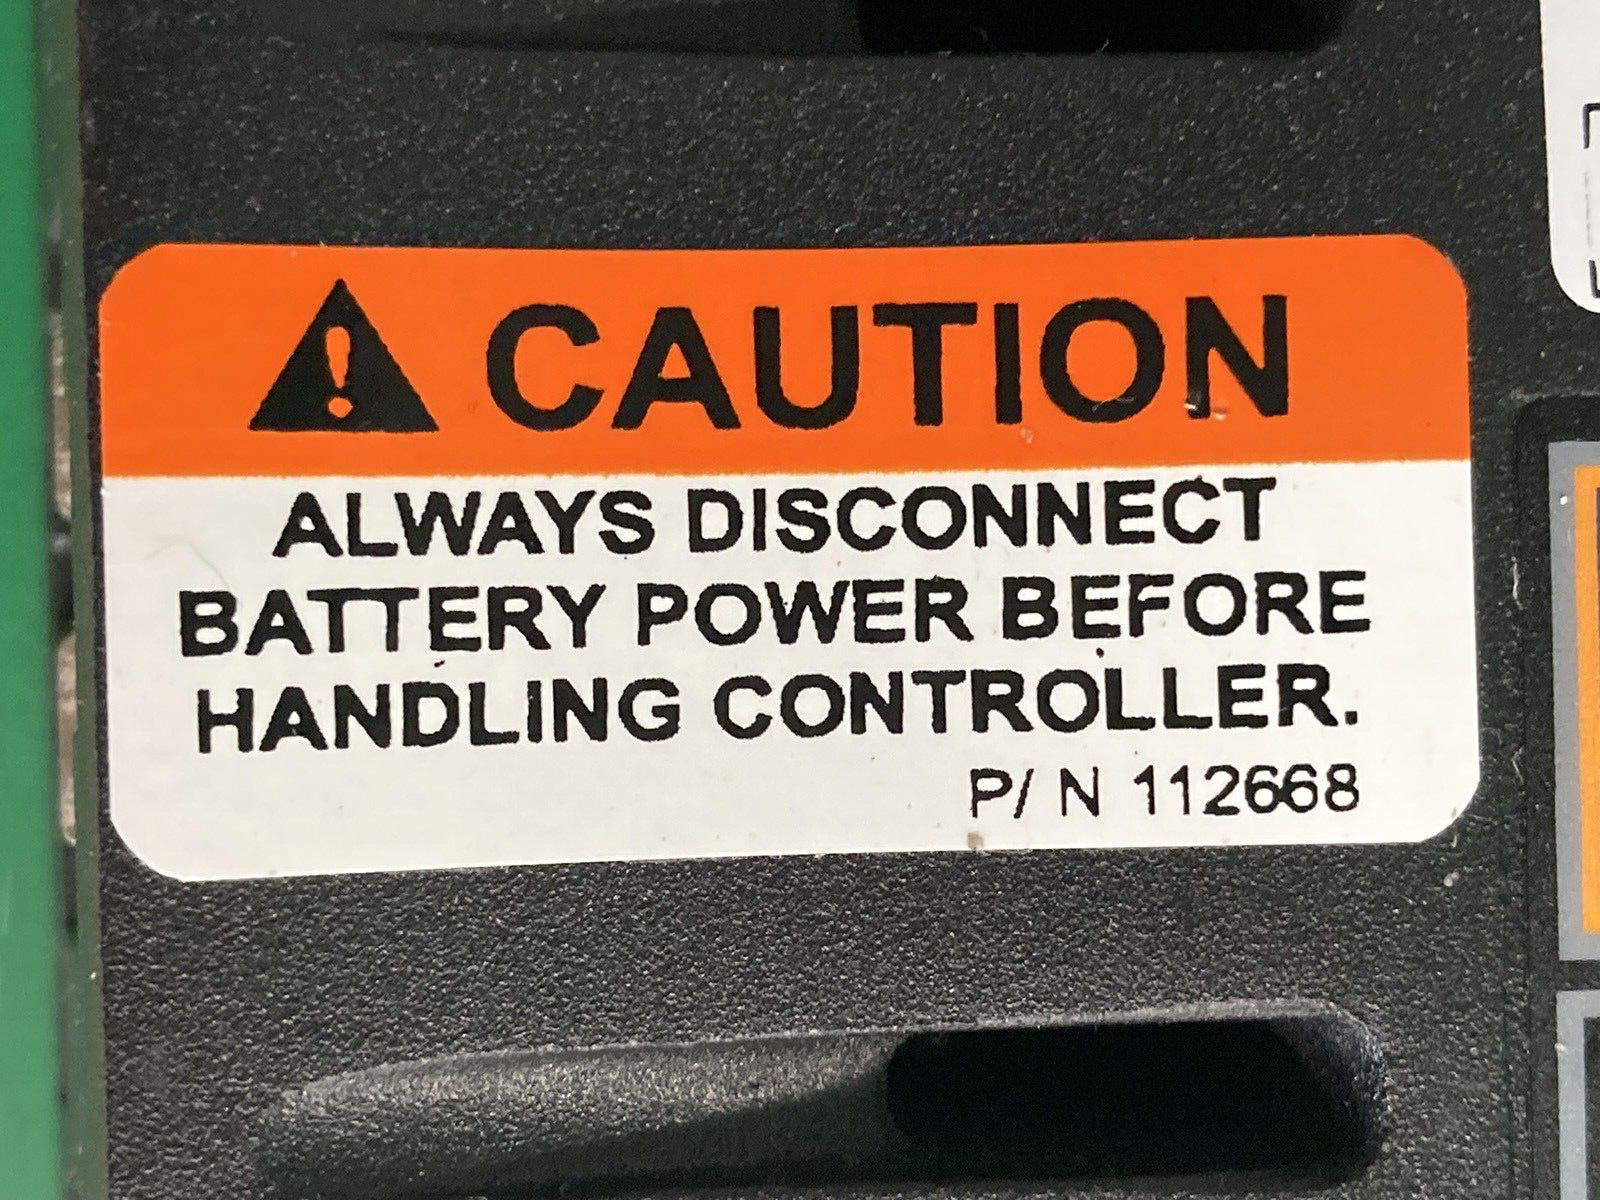 CAUTION
ALWAYS DISCONNECT
BATTERY POWER BEFORE
HANDLING CONTROLLER.
P/ N 112668